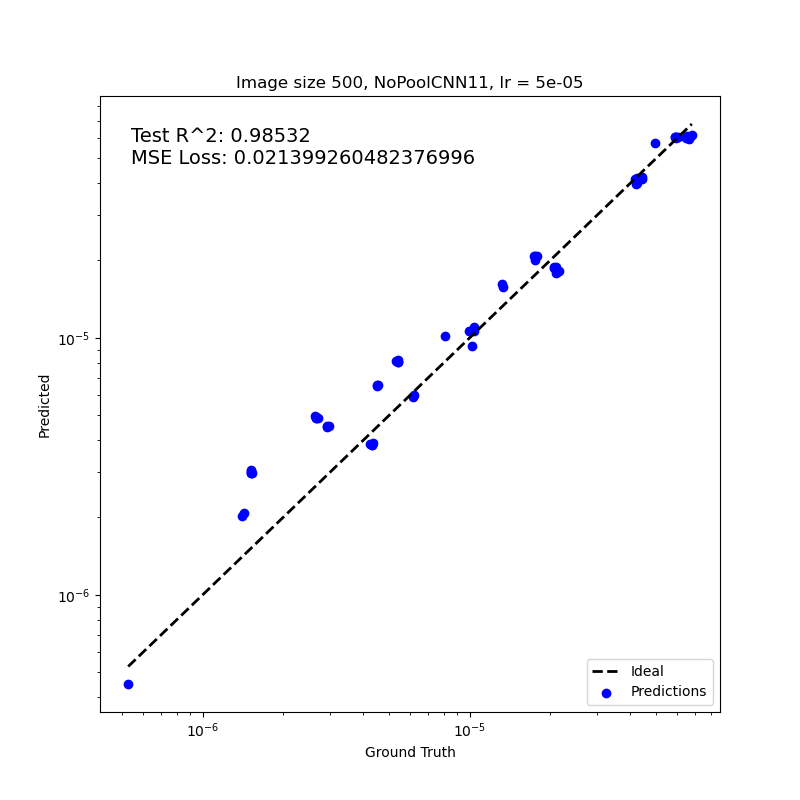 Image size 500, NoPoolCNN11, lr = 5e-05
Test R^2: 0.98532
MSE Loss: 0.021399260482376996
10⁻⁵
10⁻⁶
Predicted
Ideal
Predictions
10⁻⁶
10⁻⁵
Ground Truth